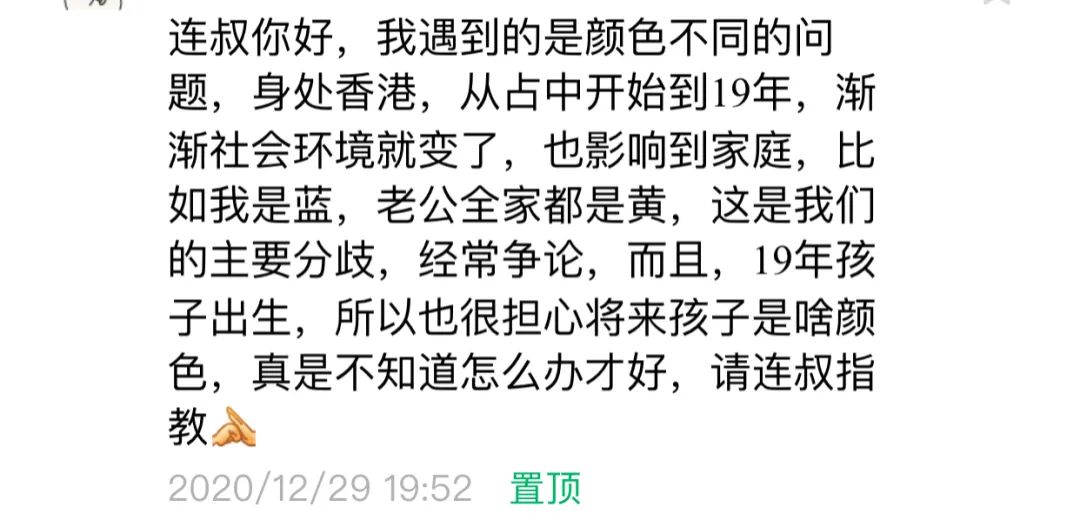 连叔你好，我遇到的是颜色不同的问
题，身处香港，从占中开始到19年，渐
渐社会环境就变了，也影响到家庭，比
如我是蓝，老公全家都是黄，这是我们
的主要分歧，经常争论，而且，19年孩
子出生，所以也很担心将来孩子是啥颜
色，真是不知道怎么办才好，请连叔指
教
2020/12/29 19:52 置顶